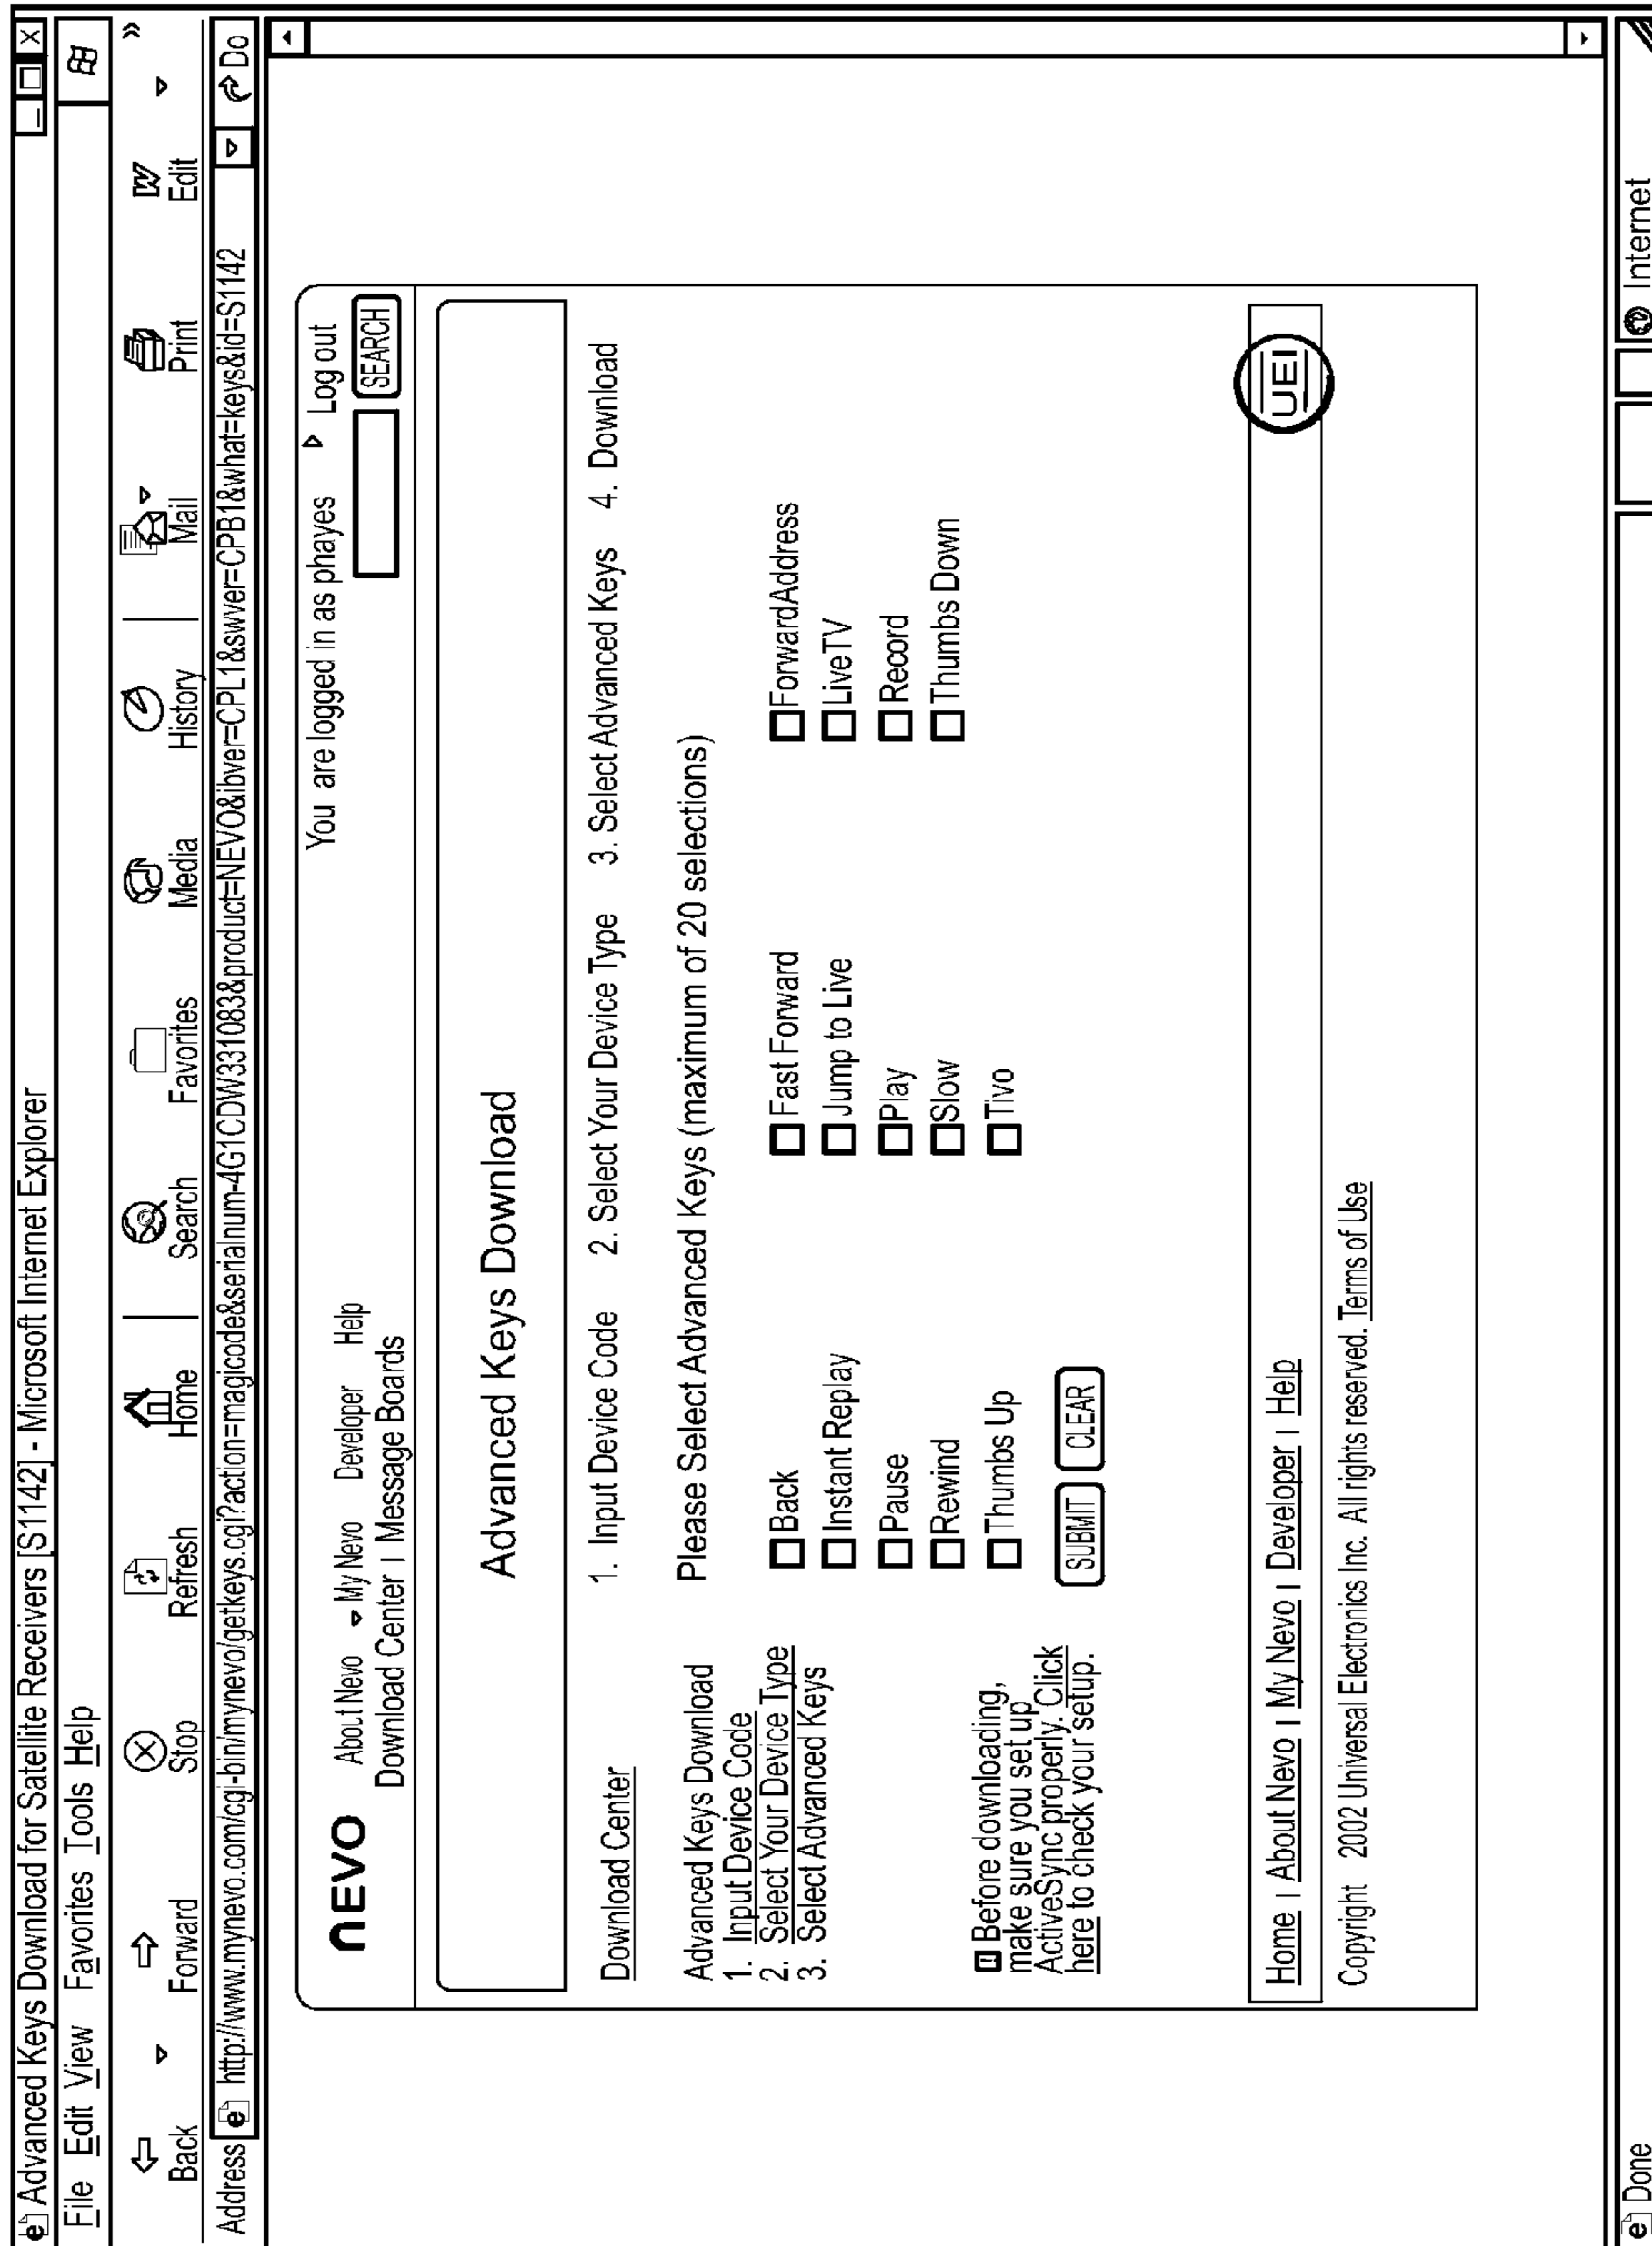 Advanced Keys Download for Satellite Receivers [S1142] - Microsoft Internet Explorer
File Edit View Favorites Tools Help
Back Forward Stop Refresh Home Search Favorites Media History Mail Print Edit »
Address http://www.mynevo.com/cgi-bin/mynevo/getkeys.cgi?action=magicode&serialnum-4G1CDW331083&product=NEVO&ibver=CPL1&swver=CPB1&what=keys&id=S1142 Do
You are logged in as phayes Log out
nEVO About Nevo My Nevo Developer Help
SEARCH
Download Center | Message Boards
Advanced Keys Download
Download Center
1. Input Device Code 2. Select Your Device Type 3. Select Advanced Keys 4. Download
Advanced Keys Download
1. Input Device Code
2. Select Your Device Type
3. Select Advanced Keys
Please Select Advanced Keys (maximum of 20 selections)
Back Fast Forward ForwardAddress
Instant Replay Jump to Live LiveTV
Pause Play Record
Rewind Slow Thumbs Down
Thumbs Up Tivo
SUBMIT CLEAR
Before downloading,
make sure you set up
ActiveSync properly. Click
here to check your setup.
Home | About Nevo | My Nevo | Developer | Help
UEI
Copyright 2002 Universal Electronics Inc. All rights reserved. Terms of Use
Done Internet